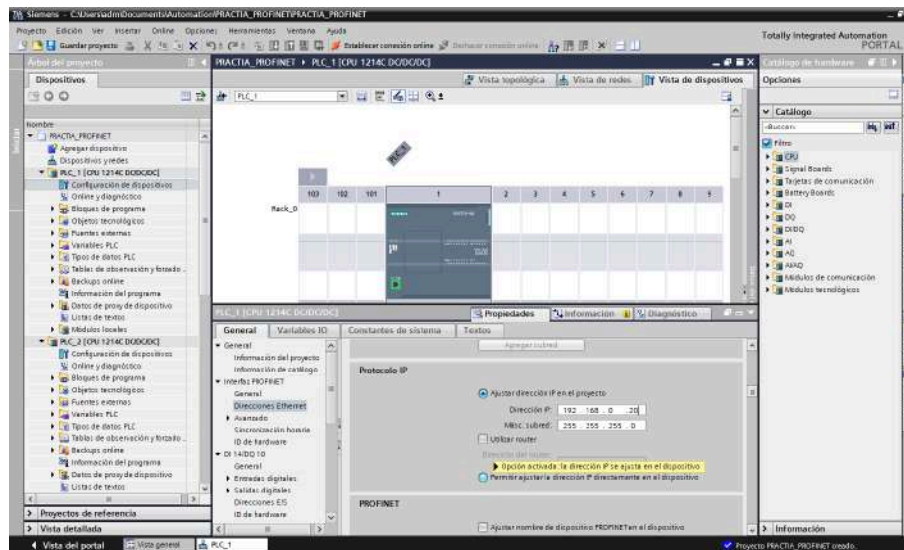 Siemens - C:\Users\adm\Documents\Automation\PRACTIA_PROFINET\PRACTIA_PROFINET
Proyecto Edición Ver Insertar Online Opciones Herramientas Ventana Ayuda
Totally Integrated Automation
PORTAL
Guardar proyecto
Establecer conexión online
Deshacer conexión online
Árbol del proyecto
PRACTIA_PROFINET PLC_1 [CPU 1214C DC/DC/DC]
Catálogo de hardware
Dispositivos
Vista topológica
Vista de redes
Vista de dispositivos
Opciones
PLC_1
Catálogo
<Buscar>
Filtro
CPU
Signal Boards
Tarjetas de comunicación
Battery Boards
DI
DQ
DI/DQ
AI
AQ
AI/AQ
Módulos de comunicación
Módulos tecnológicos
Nombre
PRACTIA_PROFINET
Agregar dispositivo
Dispositivos y redes
PLC_1 [CPU 1214C DC/DC/DC]
Configuración de dispositivos
Online y diagnóstico
Bloques de programa
Objetos tecnológicos
Fuentes externas
Variables PLC
Tipos de datos PLC
Tablas de observación y forzado ..
Backups online
Información del programa
Datos de proxy de dispositivo
Listas de textos
Módulos locales
PLC_2 [CPU 1214C DC/DC/DC]
Configuración de dispositivos
Online y diagnóstico
Bloques de programa
Objetos tecnológicos
Fuentes externas
Variables PLC
Tipos de datos PLC
Tablas de observación y forzado ..
Backups online
Información del programa
Datos de proxy de dispositivo
Listas de textos
Proyectos de referencia
Vista detallada
PLC_1
103 102 101 1 2 3 4 5 6 7 8 9
Rack_0
PLC_1 [CPU 1214C DC/DC/DC]
Propiedades
Información
Diagnóstico
General Variables IO Constantes de sistema Textos
General
Información del proyecto
Información de catálogo
Interfaz PROFINET
General
Direcciones Ethernet
Avanzado
Sincronización horaria
ID de hardware
DI 14/DQ 10
General
Entradas digitales
Salidas digitales
Direcciones E/S
ID de hardware
Agregar subred
Protocolo IP
Ajustar dirección IP en el proyecto
Dirección IP: 192 . 168 . 0 . 20
Másc. subred: 255 . 255 . 255 . 0
Utilizar router
Dirección del router:
Opción activada: la dirección IP se ajusta en el dispositivo
Permitir ajustar la dirección IP directamente en el dispositivo
PROFINET
Ajustar nombre de dispositivo PROFINET en el dispositivo
Información
Vista del portal
Vista general
PLC_1
Proyecto PRACTIA_PROFINET creado.